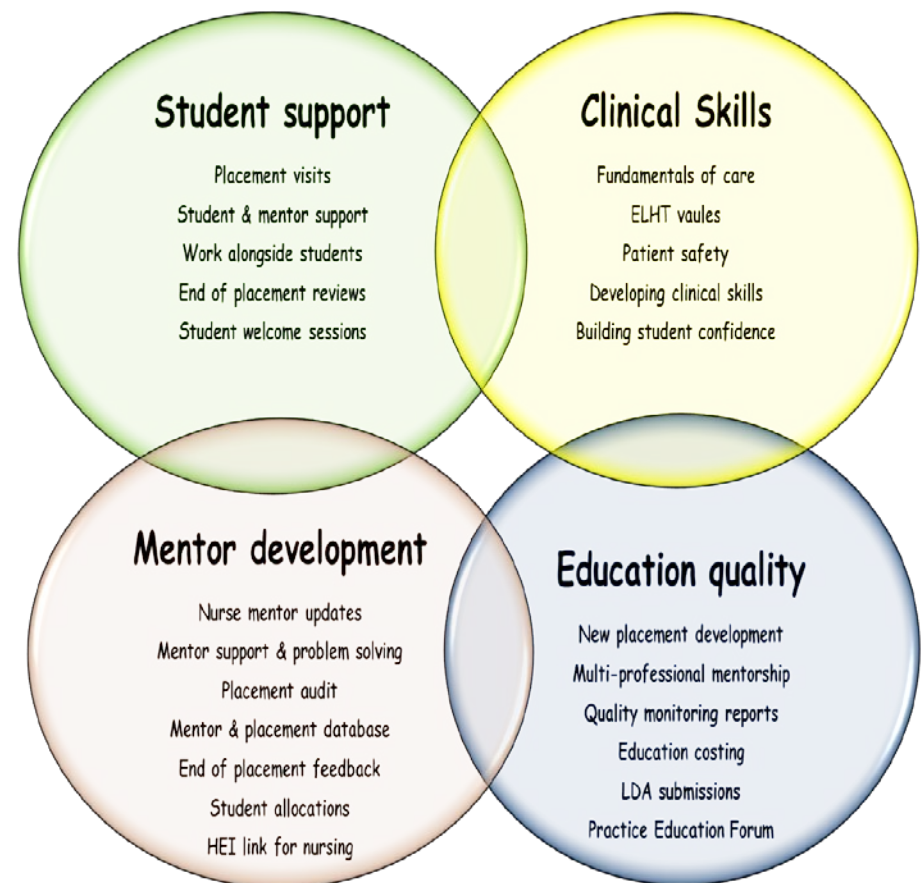 Student support
Placement visits
Student & mentor support
Work alongside students
End of placement reviews
Student welcome sessions
Clinical Skills
Fundamentals of care
ELHT vaules
Patient safety
Developing clinical skills
Building student confidence
Mentor development
Nurse mentor updates
Mentor support & problem solving
Placement audit
Mentor & placement database
End of placement feedback
Student allocations
HEI link for nursing
Education quality
New placement development
Multi-professional mentorship
Quality monitoring reports
Education costing
LDA submissions
Practice Education Forum